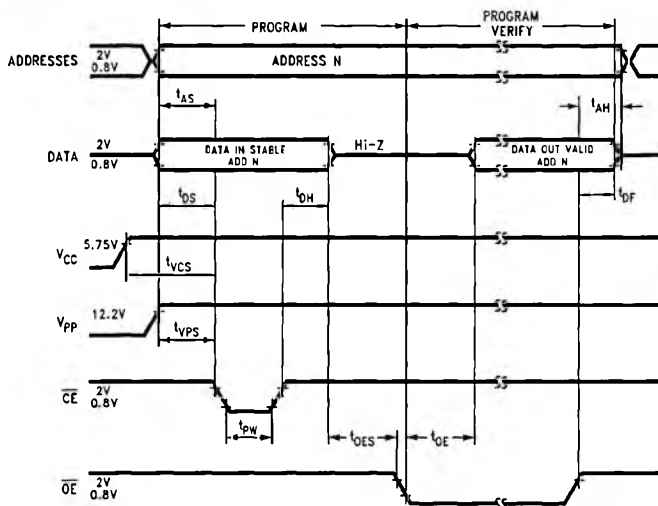 PROGRAM
PROGRAM
VERIFY
ADDRESSES
2V
0.8V
ADDRESS N
tAS
tAH
DATA
2V
0.8V
DATA IN STABLE
ADD N
Hi-Z
DATA OUT VALID
ADD N
tDS
tDH
tDF
VCC
5.75V
tVCS
VPP
12.2V
tVPS
CE
2V
0.8V
tPW
tOES
tOE
OE
2V
0.8V